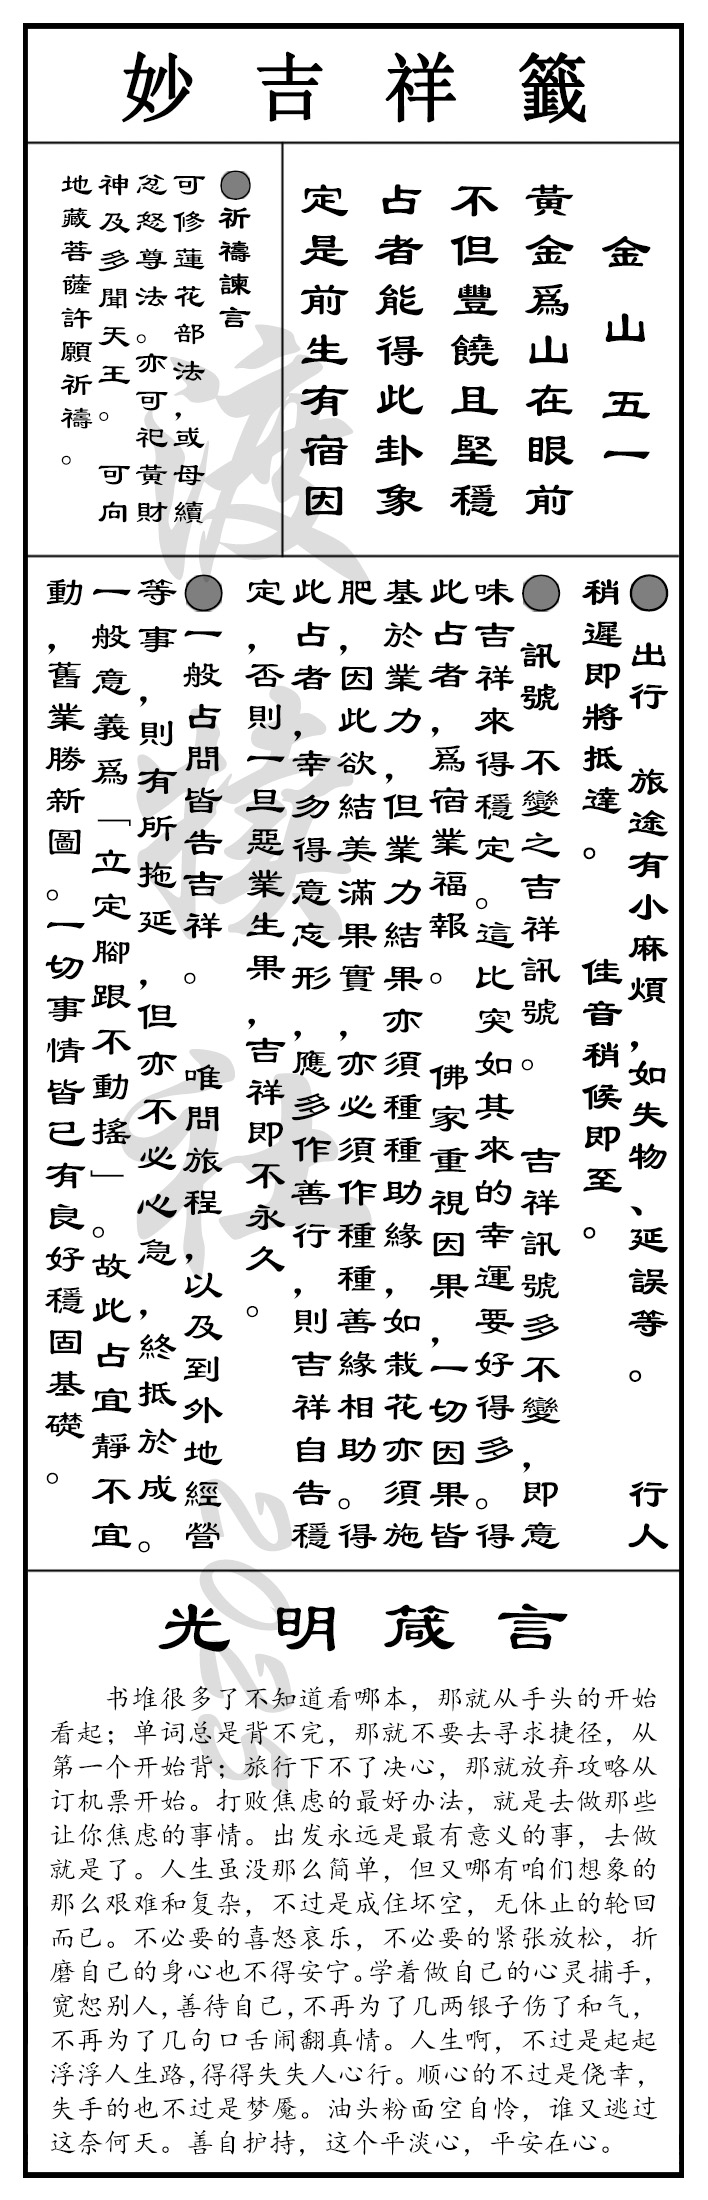 妙吉祥籤
金山五一
黃金爲山在眼前
不但豐饒且堅穩
占者能得此卦象
定是前生有宿因
●祈禱諫言
可修蓮花部法，或母續
忿怒尊法。亦可祀黃財
神及多聞天王。 可向
地藏菩薩許願祈禱。
● 出行 旅途有小麻煩，如失物、延誤等。 行人
稍遲即將抵達。 佳音稍候即至。
● 訊號 不變之吉祥訊號。 吉祥訊號多不變，即意
味吉祥來得穩定。這比突如其來的幸運要好得多。得
此占者，爲宿業福報。 佛家重視因果，一切因果皆
基於業力，但業力結果亦須種種助緣，如栽花亦須施
肥，因此欲結美滿果實，亦必須作種種善緣相助。得
此占者，幸勿得意忘形，應多作善行，則吉祥自告穩
定，否則一旦惡業生果，吉祥即不永久。
●一般占問皆告吉祥。 唯問旅程，以及到外地經營
等事，則有所拖延，但亦不必心急，終抵於成。
一般意義爲「立定腳跟不動搖」。故此占宜靜不宜
動，舊業勝新圖。一切事情皆已有良好穩固基礎。
光明箴言
书堆很多了不知道看哪本，那就从手头的开始
看起；单词总是背不完，那就不要去寻求捷径，从
第一个开始背；旅行下不了决心，那就放弃攻略从
订机票开始。打败焦虑的最好办法，就是去做那些
让你焦虑的事情。出发永远是最有意义的事，去做
就是了。人生虽没那么简单，但又哪有咱们想象的
那么艰难和复杂，不过是成住坏空，无休止的轮回
而已。不必要的喜怒哀乐，不必要的紧张放松，折
磨自己的身心也不得安宁。学着做自己的心灵捕手，
宽恕别人，善待自己，不再为了几两银子伤了和气，
不再为了几句口舌闹翻真情。人生啊，不过是起起
浮浮人生路，得得失失人心行。顺心的不过是侥幸，
失手的也不过是梦魇。油头粉面空自怜，谁又逃过
这奈何天。善自护持，这个平淡心，平安在心。
2025